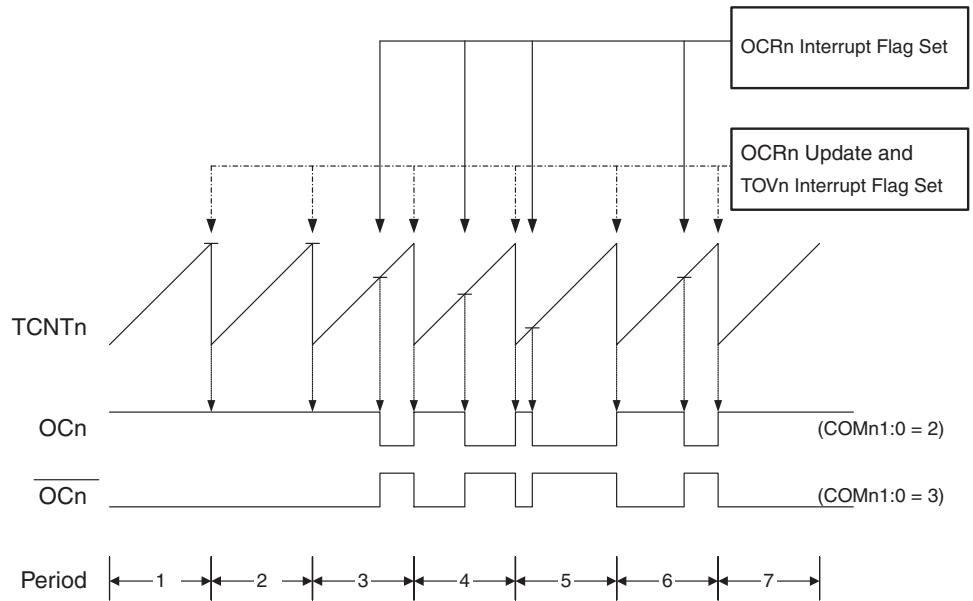 OCRn Interrupt Flag Set
OCRn Update and
TOVn Interrupt Flag Set
TCNTn
OCn
(COMn1:0 = 2)
OCn
(COMn1:0 = 3)
Period
1
2
3
4
5
6
7